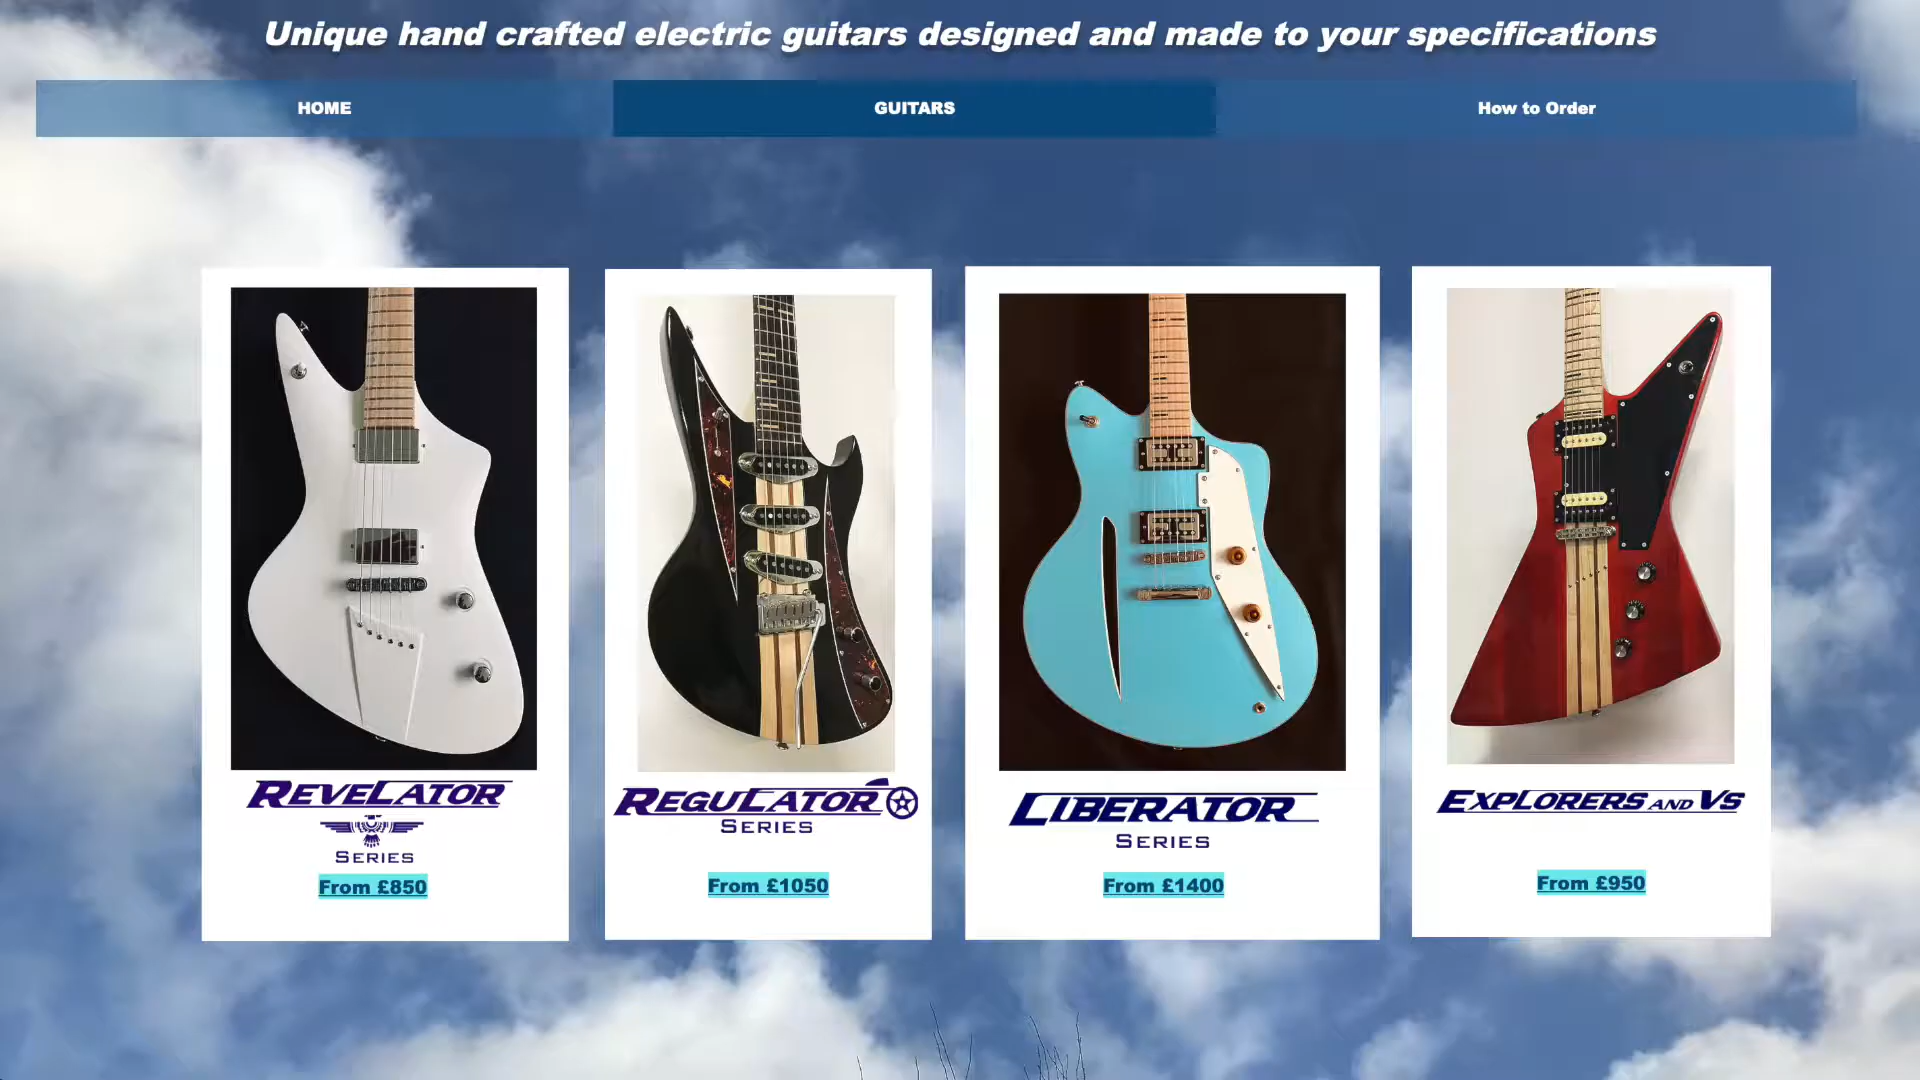 Unique hand crafted electric guitars designed and made to your specifications
HOME
GUITARS
How to Order
REVELATOR
SERIES
From £850
REGULATOR
SERIES
From £1050
LIBERATOR
SERIES
From £1400
EXPLORERS AND VS
From £950